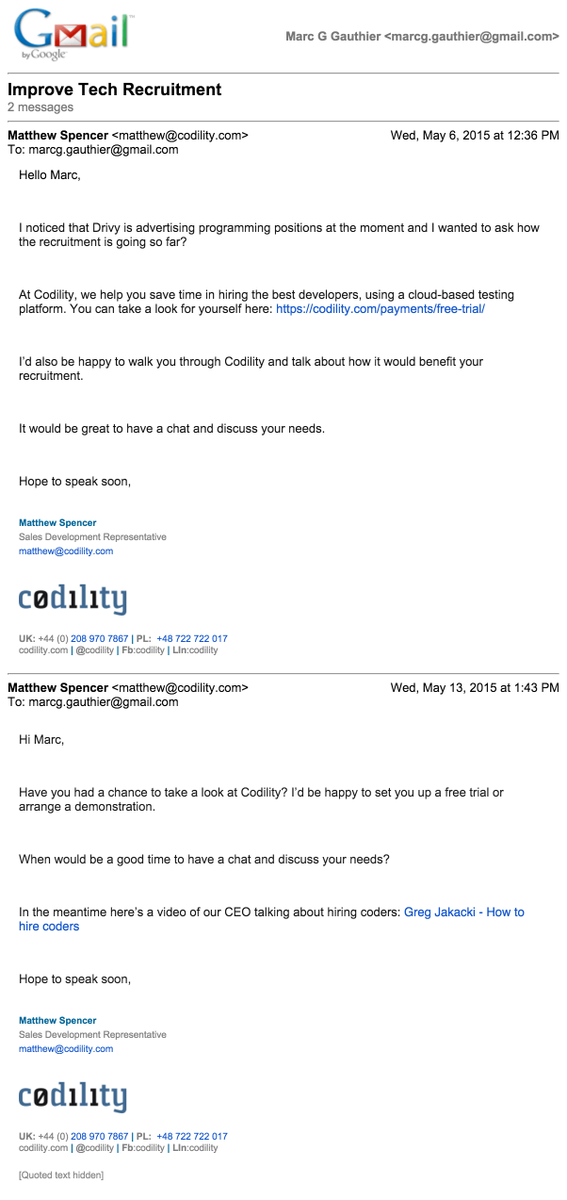 Gmail™
by Google
Marc G Gauthier <marcg.gauthier@gmail.com>
Improve Tech Recruitment
2 messages
Matthew Spencer <matthew@codility.com> Wed, May 6, 2015 at 12:36 PM
To: marcg.gauthier@gmail.com
Hello Marc,
I noticed that Drivy is advertising programming positions at the moment and I wanted to ask how
the recruitment is going so far?
At Codility, we help you save time in hiring the best developers, using a cloud-based testing
platform. You can take a look for yourself here: https://codility.com/payments/free-trial/
I'd also be happy to walk you through Codility and talk about how it would benefit your
recruitment.
It would be great to have a chat and discuss your needs.
Hope to speak soon,
Matthew Spencer
Sales Development Representative
matthew@codility.com
codility
UK: +44 (0) 208 970 7867 | PL: +48 722 722 017
codility.com | @codility | Fb:codility | LIn:codility
Matthew Spencer <matthew@codility.com> Wed, May 13, 2015 at 1:43 PM
To: marcg.gauthier@gmail.com
Hi Marc,
Have you had a chance to take a look at Codility? I'd be happy to set you up a free trial or
arrange a demonstration.
When would be a good time to have a chat and discuss your needs?
In the meantime here's a video of our CEO talking about hiring coders: Greg Jakacki - How to
hire coders
Hope to speak soon,
Matthew Spencer
Sales Development Representative
matthew@codility.com
codility
UK: +44 (0) 208 970 7867 | PL: +48 722 722 017
codility.com | @codility | Fb:codility | LIn:codility
[Quoted text hidden]